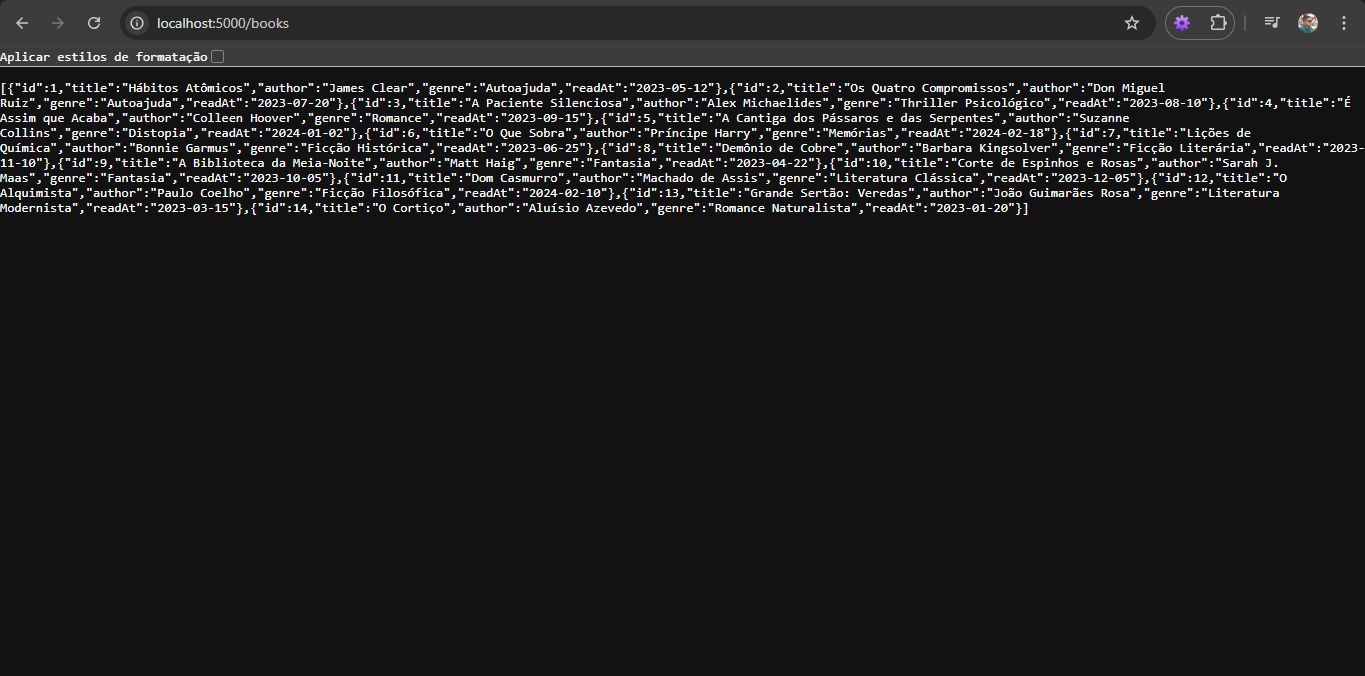 localhost:5000/books
Aplicar estilos de formatação
[{"id":1,"title":"Hábitos Atômicos","author":"James Clear","genre":"Autoajuda","readAt":"2023-05-12"},{"id":2,"title":"Os Quatro Compromissos","author":"Don Miguel
Ruiz","genre":"Autoajuda","readAt":"2023-07-20"},{"id":3,"title":"A Paciente Silenciosa","author":"Alex Michaelides","genre":"Thriller Psicológico","readAt":"2023-08-10"},{"id":4,"title":"É
Assim que Acaba","author":"Colleen Hoover","genre":"Romance","readAt":"2023-09-15"},{"id":5,"title":"A Cantiga dos Pássaros e das Serpentes","author":"Suzanne
Collins","genre":"Distopia","readAt":"2024-01-02"},{"id":6,"title":"O Que Sobra","author":"Príncipe Harry","genre":"Memórias","readAt":"2024-02-18"},{"id":7,"title":"Lições de
Química","author":"Bonnie Garmus","genre":"Ficção Histórica","readAt":"2023-06-25"},{"id":8,"title":"Demônio de Cobre","author":"Barbara Kingsolver","genre":"Ficção Literária","readAt":"2023-
11-10"},{"id":9,"title":"A Biblioteca da Meia-Noite","author":"Matt Haig","genre":"Fantasia","readAt":"2023-04-22"},{"id":10,"title":"Corte de Espinhos e Rosas","author":"Sarah J.
Maas","genre":"Fantasia","readAt":"2023-10-05"},{"id":11,"title":"Dom Casmurro","author":"Machado de Assis","genre":"Literatura Clássica","readAt":"2023-12-05"},{"id":12,"title":"O
Alquimista","author":"Paulo Coelho","genre":"Ficção Filosófica","readAt":"2024-02-10"},{"id":13,"title":"Grande Sertão: Veredas","author":"João Guimarães Rosa","genre":"Literatura
Modernista","readAt":"2023-03-15"},{"id":14,"title":"O Cortiço","author":"Aluísio Azevedo","genre":"Romance Naturalista","readAt":"2023-01-20"}]